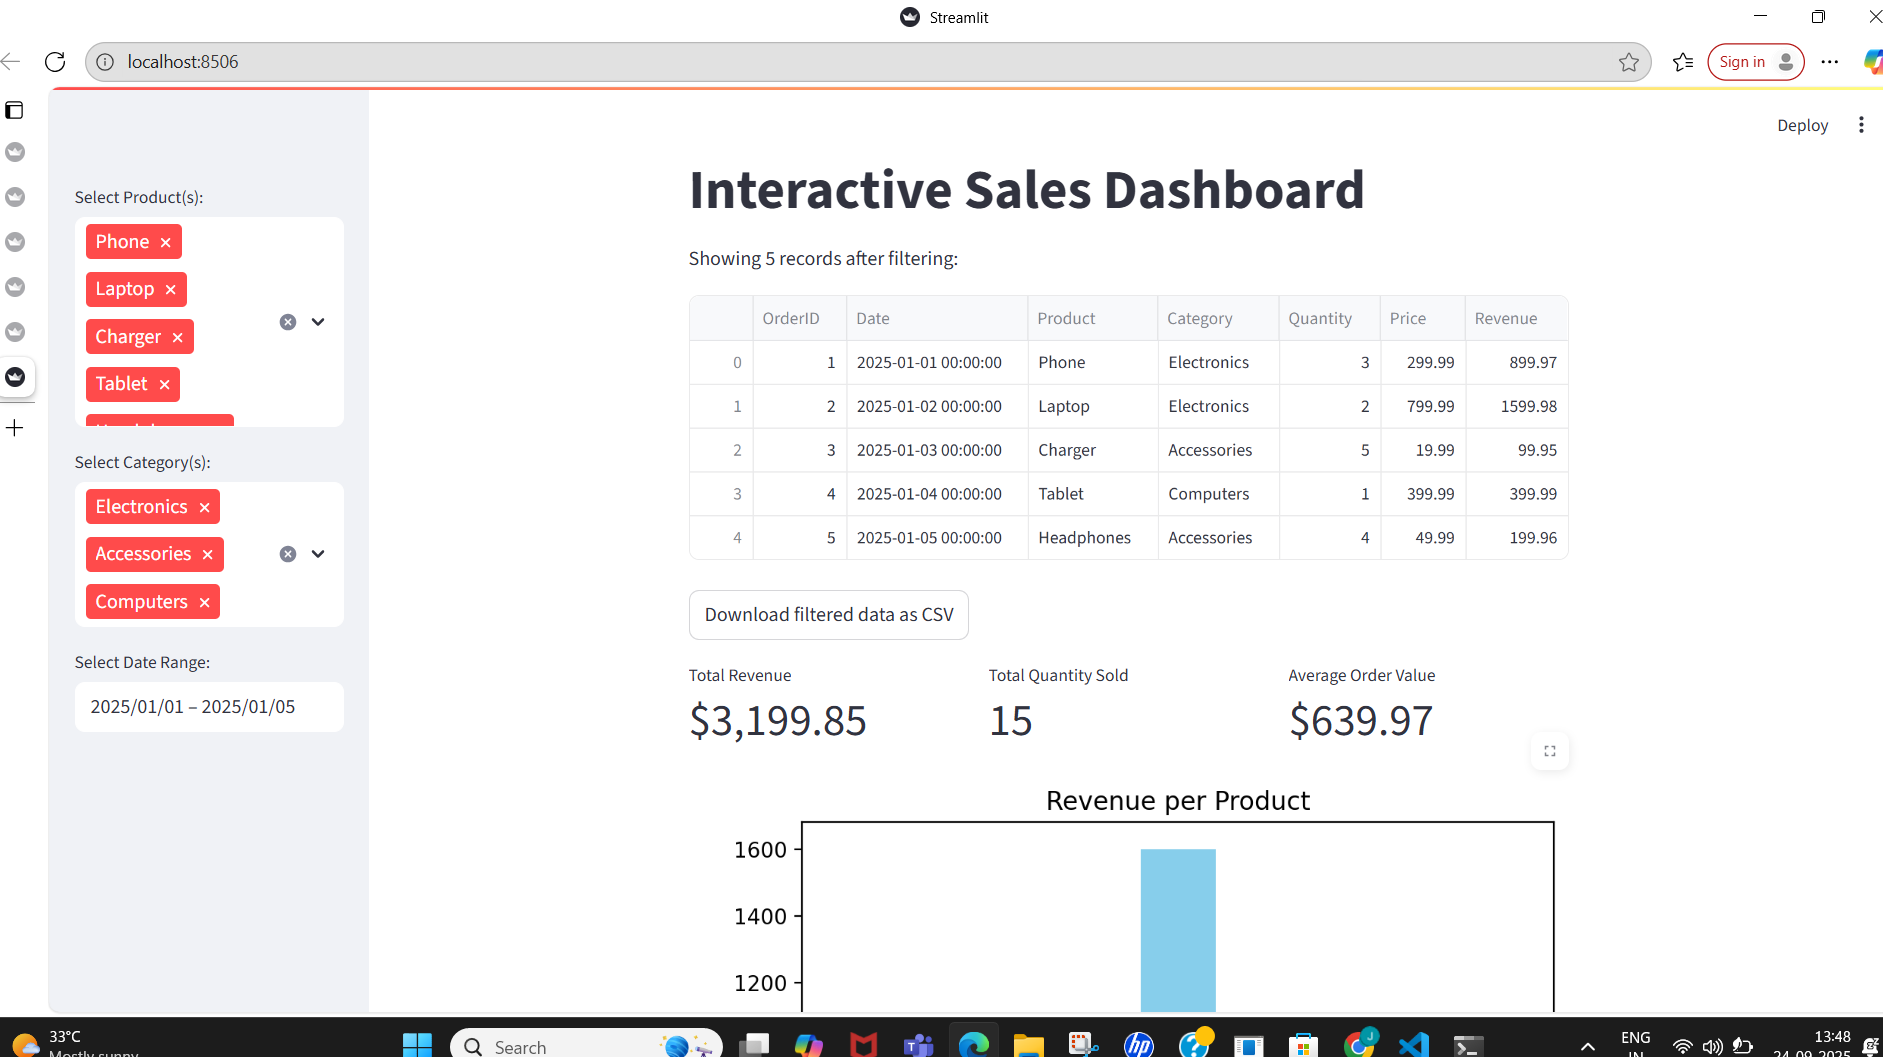 Streamlit
localhost:8506
Sign in
Deploy
Select Product(s):
Phone
Laptop
Charger
Tablet
Select Category(s):
Electronics
Accessories
Computers
Select Date Range:
2025/01/01 – 2025/01/05
Interactive Sales Dashboard
Showing 5 records after filtering:
OrderID Date Product Category Quantity Price Revenue
0 1 2025-01-01 00:00:00 Phone Electronics 3 299.99 899.97
1 2 2025-01-02 00:00:00 Laptop Electronics 2 799.99 1599.98
2 3 2025-01-03 00:00:00 Charger Accessories 5 19.99 99.95
3 4 2025-01-04 00:00:00 Tablet Computers 1 399.99 399.99
4 5 2025-01-05 00:00:00 Headphones Accessories 4 49.99 199.96
Download filtered data as CSV
Total Revenue Total Quantity Sold Average Order Value
$3,199.85 15 $639.97
Revenue per Product
1600
1400
1200
33°C
Mostly sunny
Search
hp
ENG
IN
13:48
24-09-2025